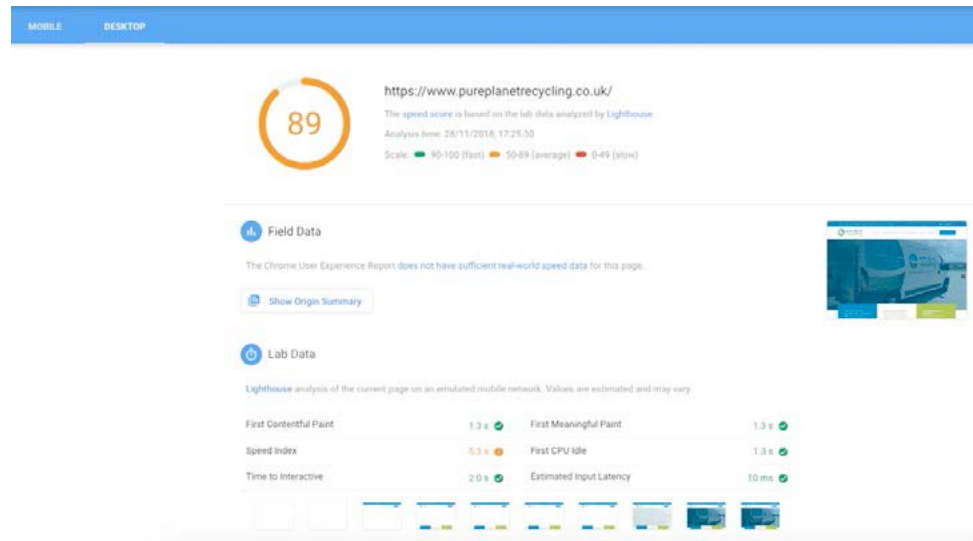 MOBILE DESKTOP
89
https://www.pureplanetrecycling.co.uk/
The speed score is based on the lab data analyzed by Lighthouse
Analysis time: 28/11/2018, 17:25:30
Scale: 90-100 (fast) 50-89 (average) 0-49 (slow)
Field Data
The Chrome User Experience Report does not have sufficient real-world speed data for this page.
Show Origin Summary
Lab Data
Lighthouse analysis of the current page on an emulated mobile network. Values are estimated and may vary.
First Contentful Paint 1.3 s First Meaningful Paint 1.3 s
Speed Index 5.3 s First CPU Idle 1.3 s
Time to Interactive 2.0 s Estimated Input Latency 10 ms